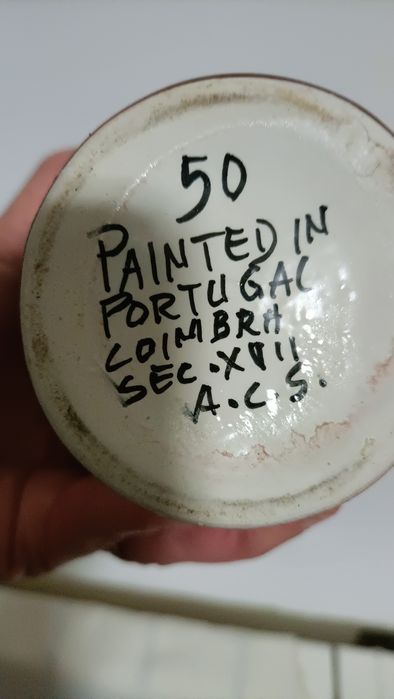 50
PAINTED IN
PORTUGAL
COIMBRA
SEC.XVII
A.C.S.